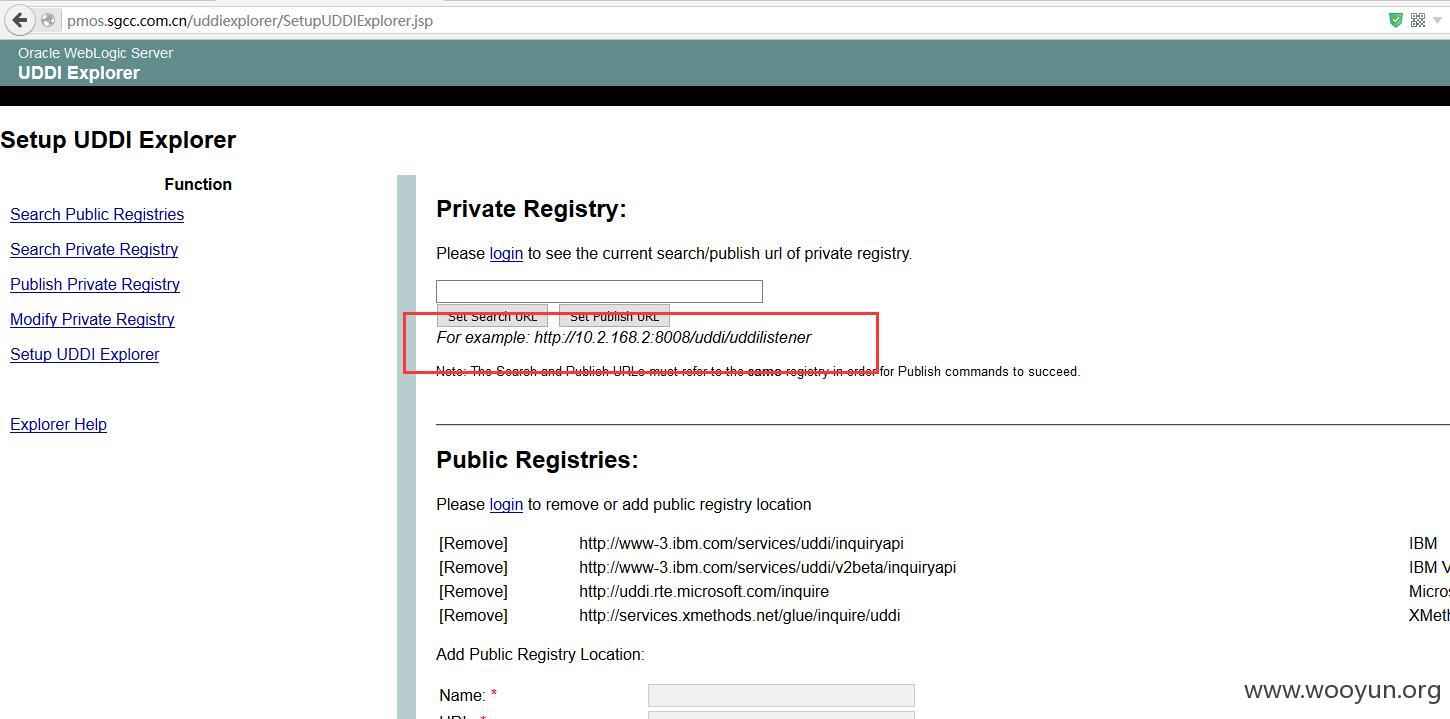 pmos.sgcc.com.cn/uddiexplorer/SetupUDDIExplorer.jsp
Oracle WebLogic Server
UDDI Explorer
Setup UDDI Explorer
Function
Search Public Registries
Search Private Registry
Publish Private Registry
Modify Private Registry
Setup UDDI Explorer
Explorer Help
Private Registry:
Please login to see the current search/publish url of private registry.
Set Search URL Set Publish URL
For example: http://10.2.168.2:8008/uddi/uddilistener
Note: The Search and Publish URLs must refer to the same registry in order for Publish commands to succeed.
Public Registries:
Please login to remove or add public registry location
[Remove] http://www-3.ibm.com/services/uddi/inquiryapi IBM
[Remove] http://www-3.ibm.com/services/uddi/v2beta/inquiryapi IBM V
[Remove] http://uddi.rte.microsoft.com/inquire Micros
[Remove] http://services.xmethods.net/glue/inquire/uddi XMeth
Add Public Registry Location:
Name: *
URL: *
www.wooyun.org